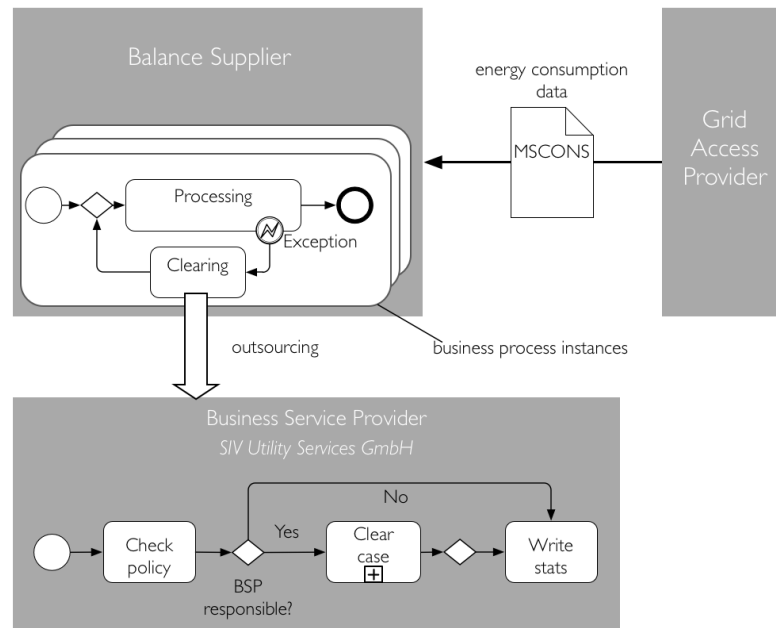 Balance Supplier
energy consumption
data
MSCONS
Grid
Access
Provider
Processing
Exception
Clearing
outsourcing
business process instances
Business Service Provider
SIV Utility Services GmbH
No
Yes
Check
policy
Clear
case
Write
stats
BSP
responsible?